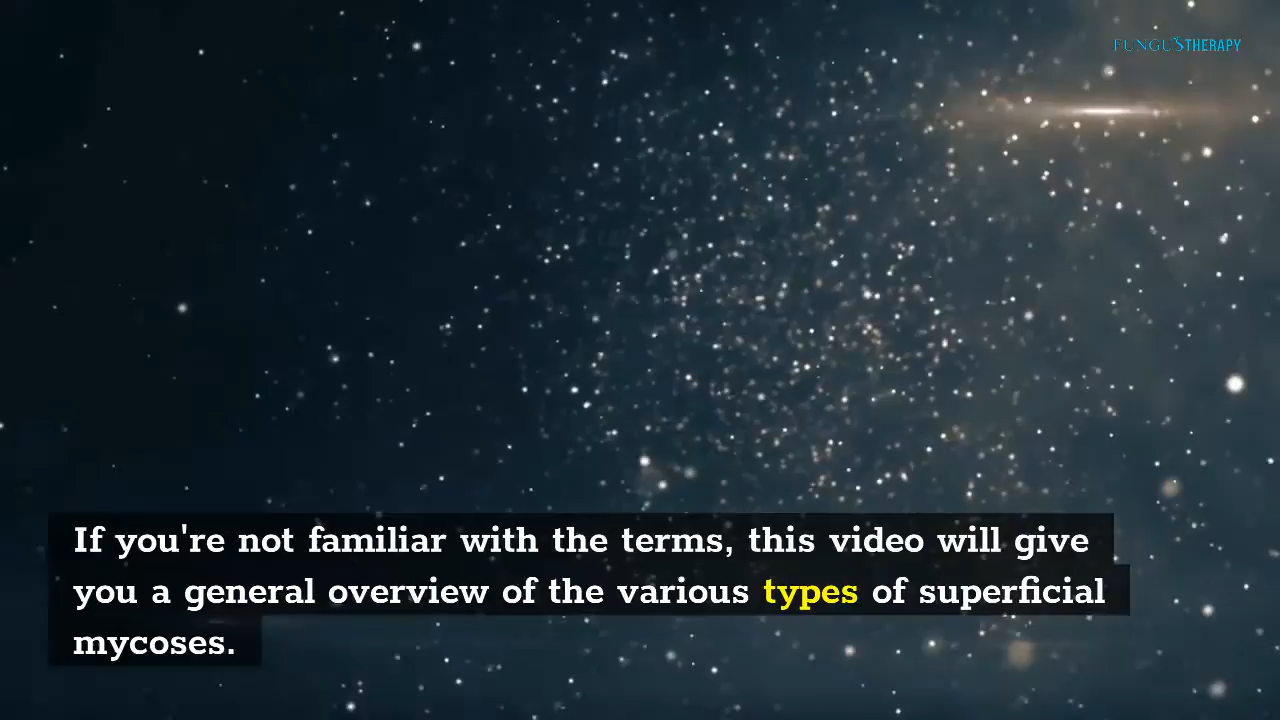 FUNGUSTHERAPY
If you're not familiar with the terms, this video will give
you a general overview of the various types of superficial
mycoses.